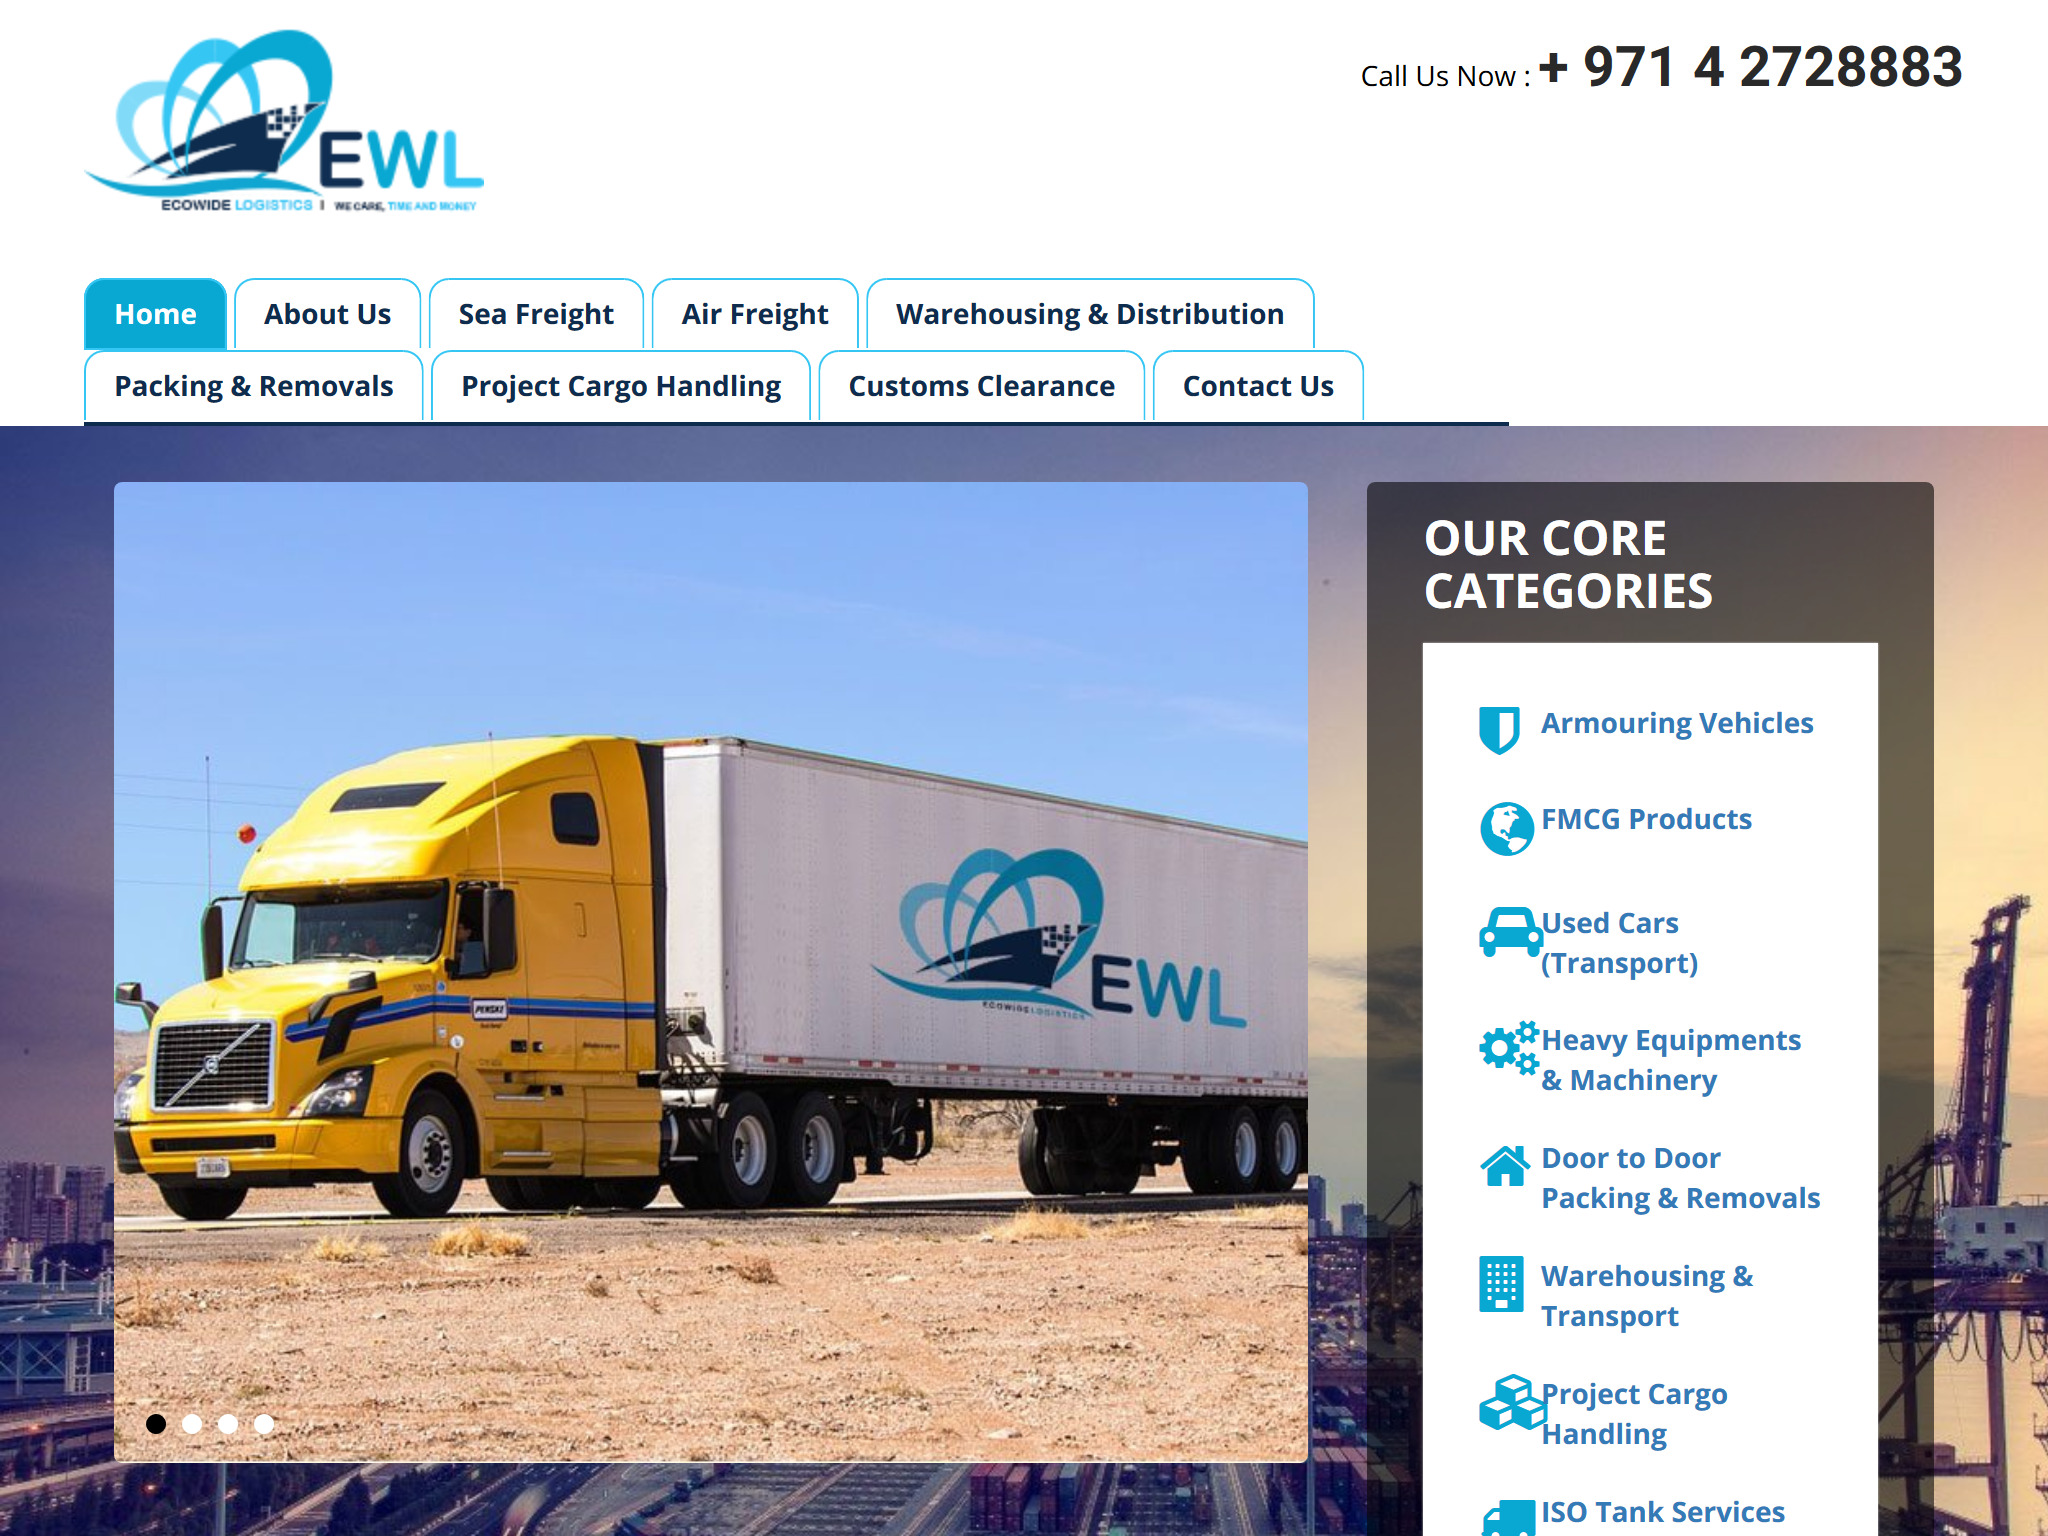 EWL
ECOWIDE LOGISTICS | WE CARE, TIME AND MONEY
Call Us Now : + 971 4 2728883
Home
About Us
Sea Freight
Air Freight
Warehousing & Distribution
Packing & Removals
Project Cargo Handling
Customs Clearance
Contact Us
EWL
ECOWIDE LOGISTICS
PENSKE
OUR CORE
CATEGORIES
Armouring Vehicles
FMCG Products
Used Cars
(Transport)
Heavy Equipments
& Machinery
Door to Door
Packing & Removals
Warehousing &
Transport
Project Cargo
Handling
ISO Tank Services